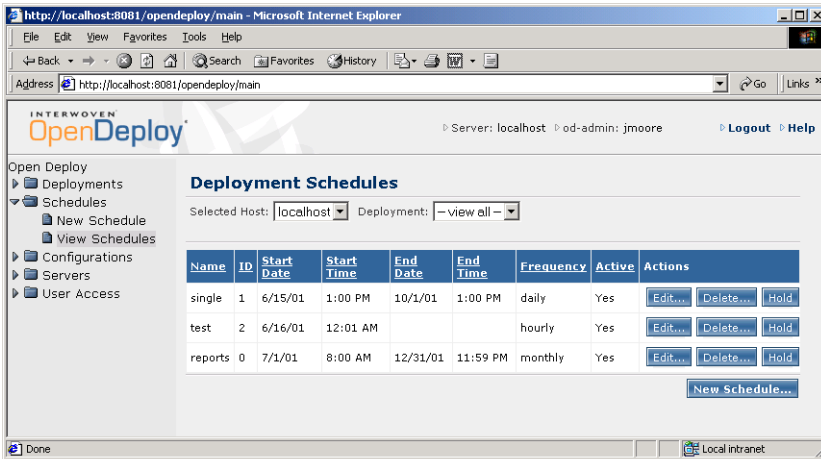 http://localhost:8081/opendeploy/main - Microsoft Internet Explorer
File Edit View Favorites Tools Help
Back Search Favorites History
Address http://localhost:8081/opendeploy/main Go Links »
INTERWOVEN
OpenDeploy
Server: localhost od-admin: jmoore Logout Help
Open Deploy
Deployments
Schedules
New Schedule
View Schedules
Configurations
Servers
User Access
Deployment Schedules
Selected Host: localhost Deployment: – view all –
Name ID Start Date Start Time End Date End Time Frequency Active Actions
single 1 6/15/01 1:00 PM 10/1/01 1:00 PM daily Yes Edit... Delete... Hold
test 2 6/16/01 12:01 AM hourly Yes Edit... Delete... Hold
reports 0 7/1/01 8:00 AM 12/31/01 11:59 PM monthly Yes Edit... Delete... Hold
New Schedule...
Done Local intranet